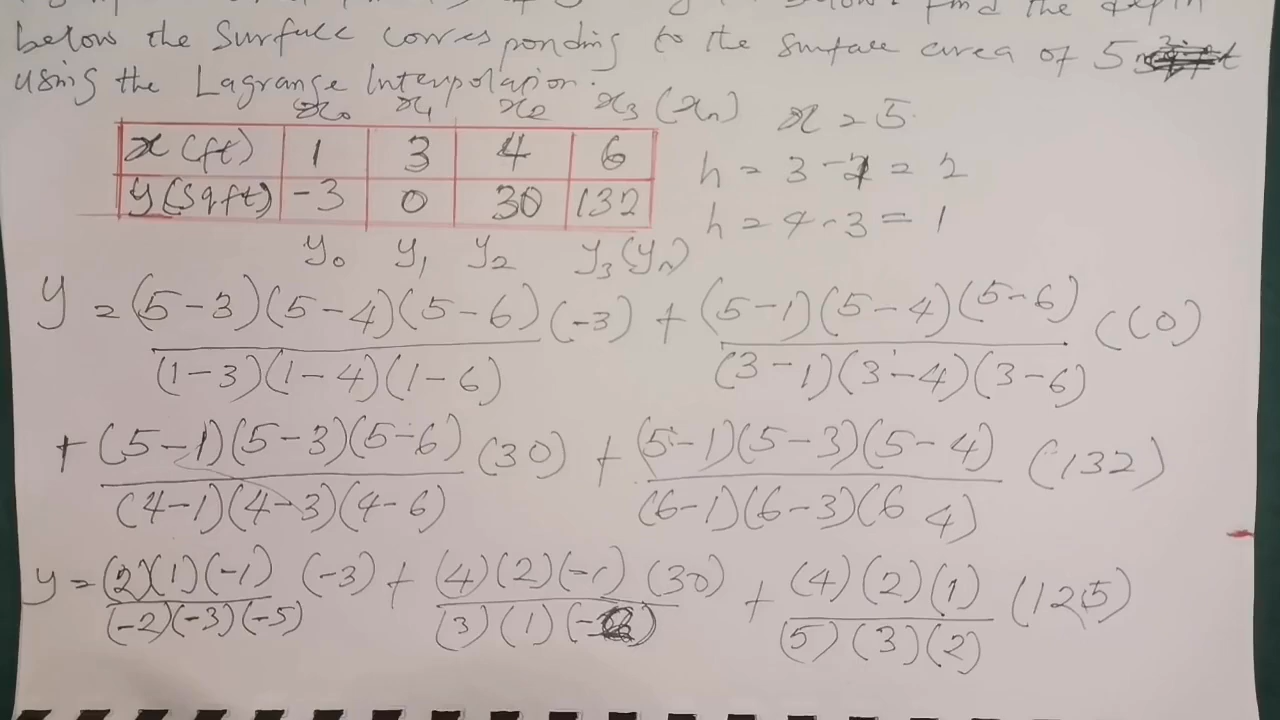 below. find the depth
below the Surface corresponding to the surface area of 5
using the Lagrange Interpolation.
x0 x1 x2 x3 (xn) x = 5
x (ft) 1 3 4 6
h = 3 - 1 = 2
y (sqft) -3 0 30 132
h = 4 - 3 = 1
y0 y1 y2 y3 (yn)
y = (5-3)(5-4)(5-6) (-3) + (5-1)(5-4)(5-6) ((0)
(1-3)(1-4)(1-6) (3-1)(3-4)(3-6)
+ (5-1)(5-3)(5-6) (30) + (5-1)(5-3)(5-4) (132)
(4-1)(4-3)(4-6) (6-1)(6-3)(6 4)
y = (2)(1)(-1) (-3) + (4)(2)(-1) (30) + (4)(2)(1) (125)
(-2)(-3)(-5) (3)(1)(- ) (5)(3)(2)